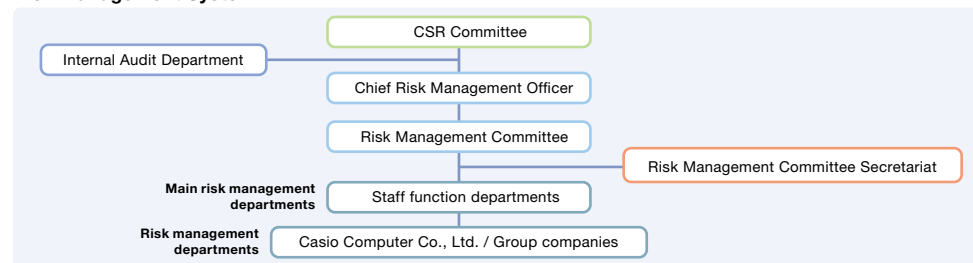 CSR Committee
Internal Audit Department
Chief Risk Management Officer
Risk Management Committee
Risk Management Committee Secretariat
Main risk management
departments
Staff function departments
Risk management
departments
Casio Computer Co., Ltd. / Group companies